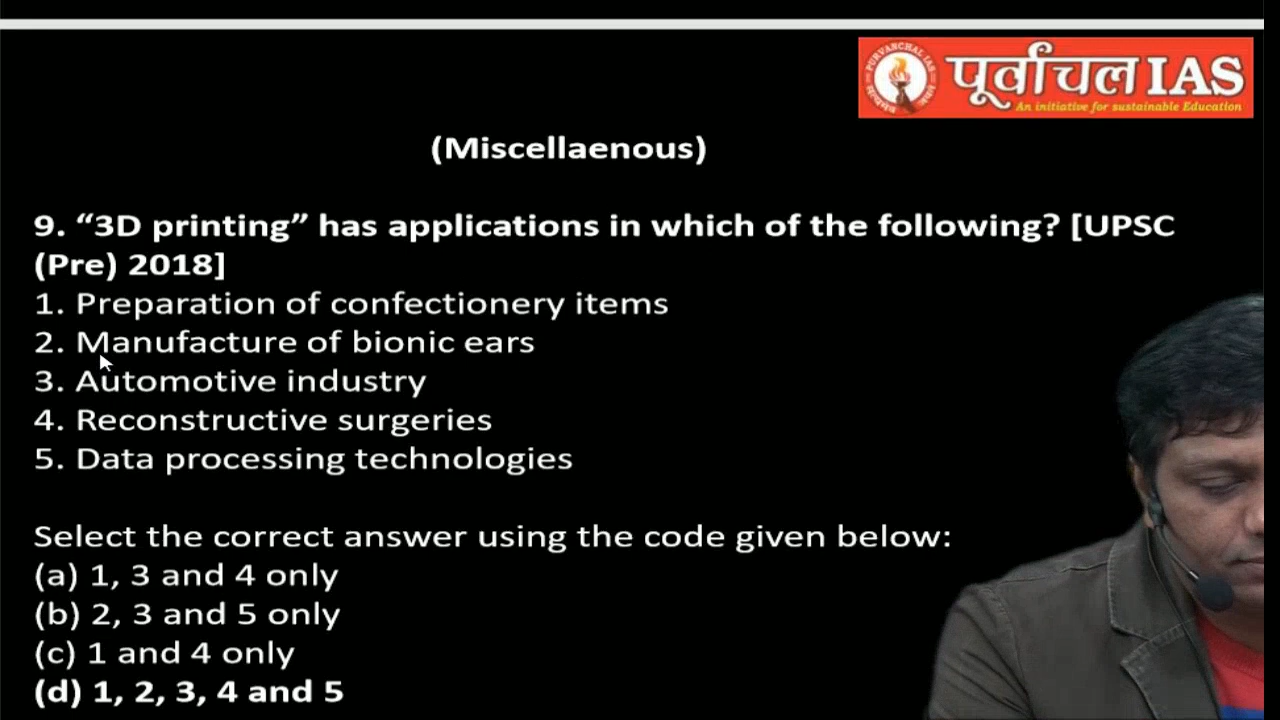 पूर्वांचल IAS
An initiative for sustainable Education
PURVANCHAL IAS
(Miscellaenous)
9. “3D printing” has applications in which of the following? [UPSC
(Pre) 2018]
1. Preparation of confectionery items
2. Manufacture of bionic ears
3. Automotive industry
4. Reconstructive surgeries
5. Data processing technologies
Select the correct answer using the code given below:
(a) 1, 3 and 4 only
(b) 2, 3 and 5 only
(c) 1 and 4 only
(d) 1, 2, 3, 4 and 5